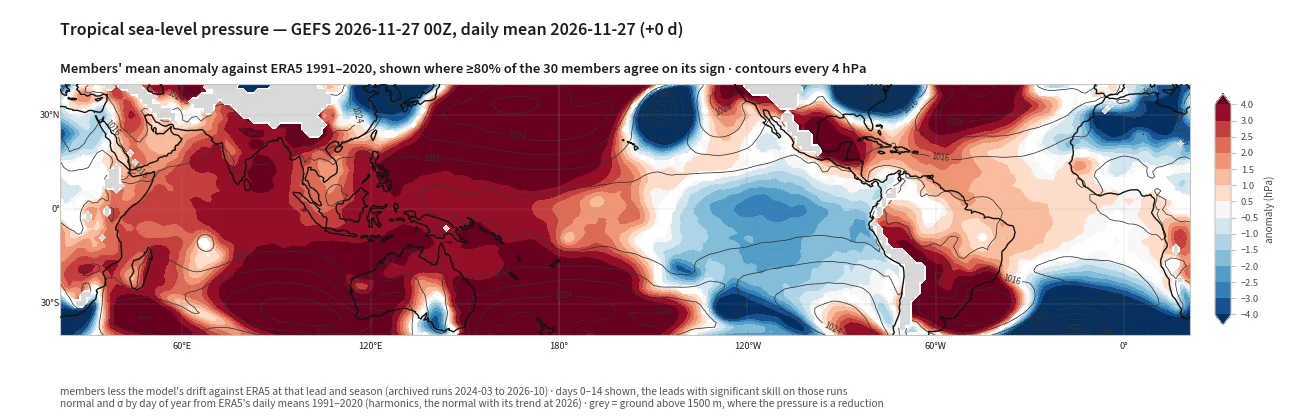 Tropical sea-level pressure — GEFS 2026-11-27 00Z, daily mean 2026-11-27 (+0 d)
Members' mean anomaly against ERA5 1991–2020, shown where ≥80% of the 30 members agree on its sign · contours every 4 hPa
30°N
0°
30°S
60°E
120°E
180°
120°W
60°W
0°
1024
1024
1016
1016
1016
1024
4.0
3.0
2.5
2.0
1.5
1.0
0.5
−0.5
−1.0
−1.5
−2.0
−2.5
−3.0
−4.0
anomaly (hPa)
members less the model's drift against ERA5 at that lead and season (archived runs 2024-03 to 2026-10) · days 0–14 shown, the leads with significant skill on those runs
normal and σ by day of year from ERA5's daily means 1991–2020 (harmonics, the normal with its trend at 2026) · grey = ground above 1500 m, where the pressure is a reduction